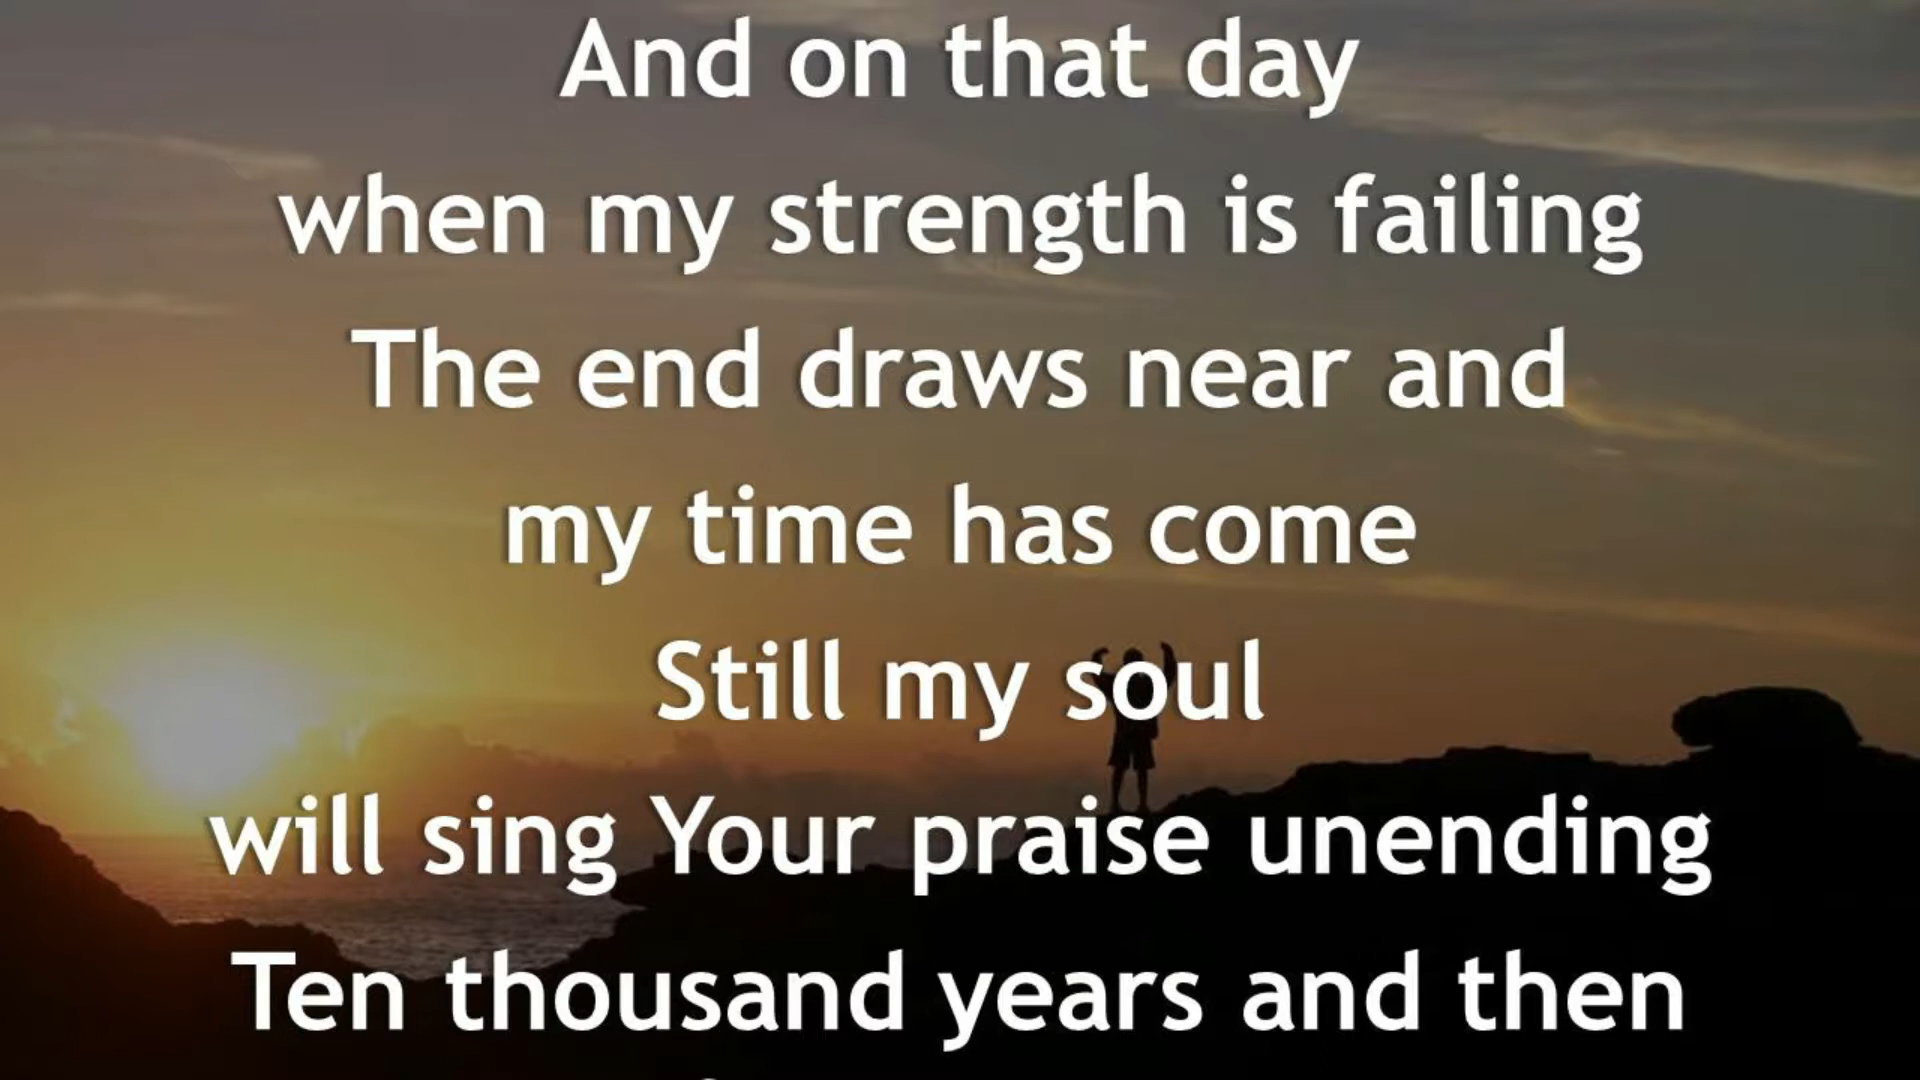 And on that day
when my strength is failing
The end draws near and
my time has come
Still my soul
will sing Your praise unending
Ten thousand years and then